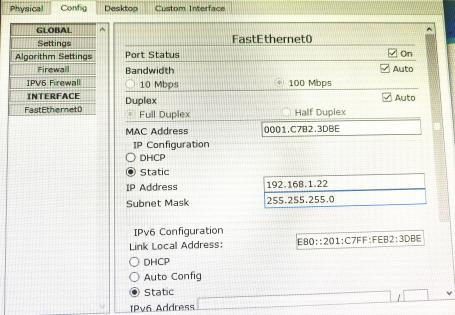 Physical Config Desktop Custom Interface
GLOBAL
Settings
Algorithm Settings
Firewall
IPV6 Firewall
INTERFACE
FastEthernet0
FastEthernet0
Port Status On
Bandwidth Auto
10 Mbps 100 Mbps
Duplex Auto
Full Duplex Half Duplex
MAC Address 0001.C7B2.3DBE
IP Configuration
DHCP
Static
IP Address 192.168.1.22
Subnet Mask 255.255.255.0
IPv6 Configuration
Link Local Address: E80::201:C7FF:FEB2:3DBE
DHCP
Auto Config
Static
IPv6 Address /